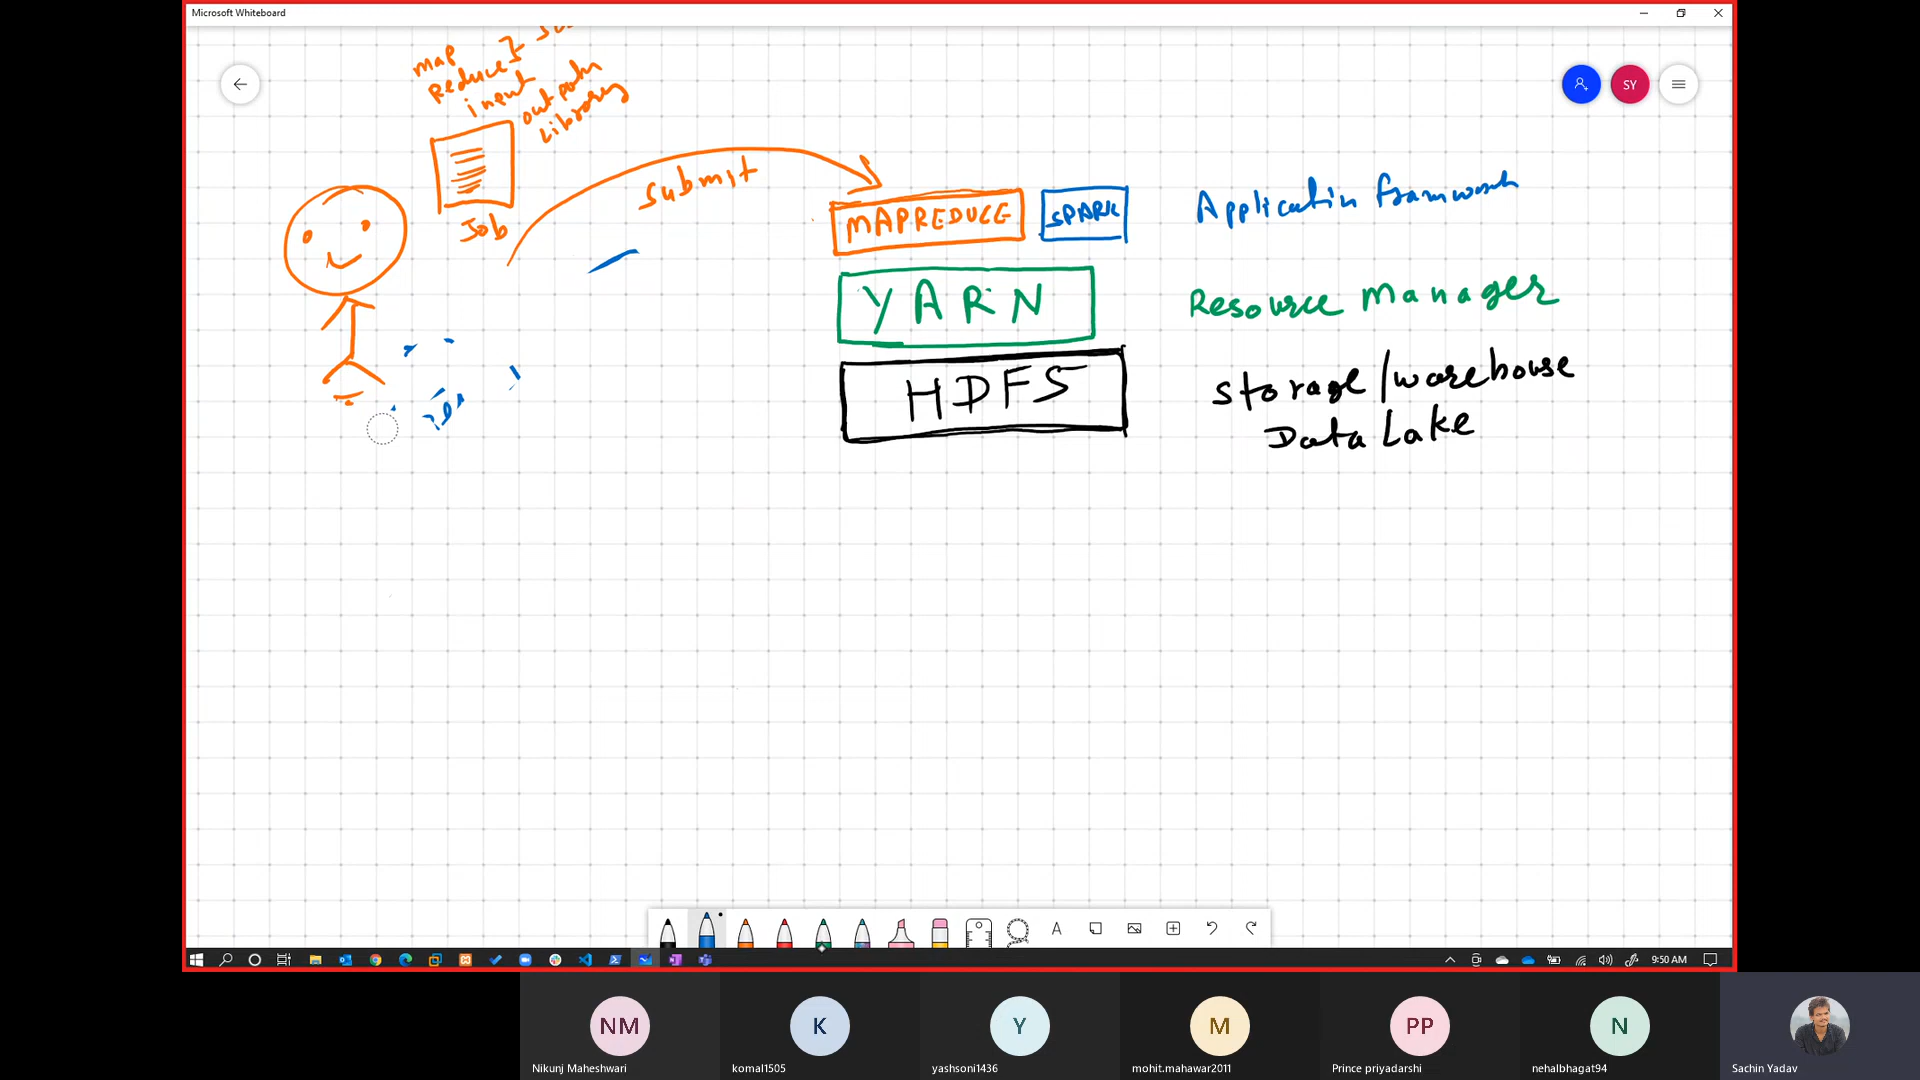 Microsoft Whiteboard
map
reduce
input
output
Library
Job
Submit
SY
MAPREDUCE
SPARK
Application framework
YARN
Resource Manager
HDFS
Storage/warehouse
Data Lake
A
9:50 AM
NM
K
Y
M
PP
N
Nikunj Maheshwari
komal1505
yashsoni1436
mohit.mahawar2011
Prince priyadarshi
nehalbhagat94
Sachin Yadav